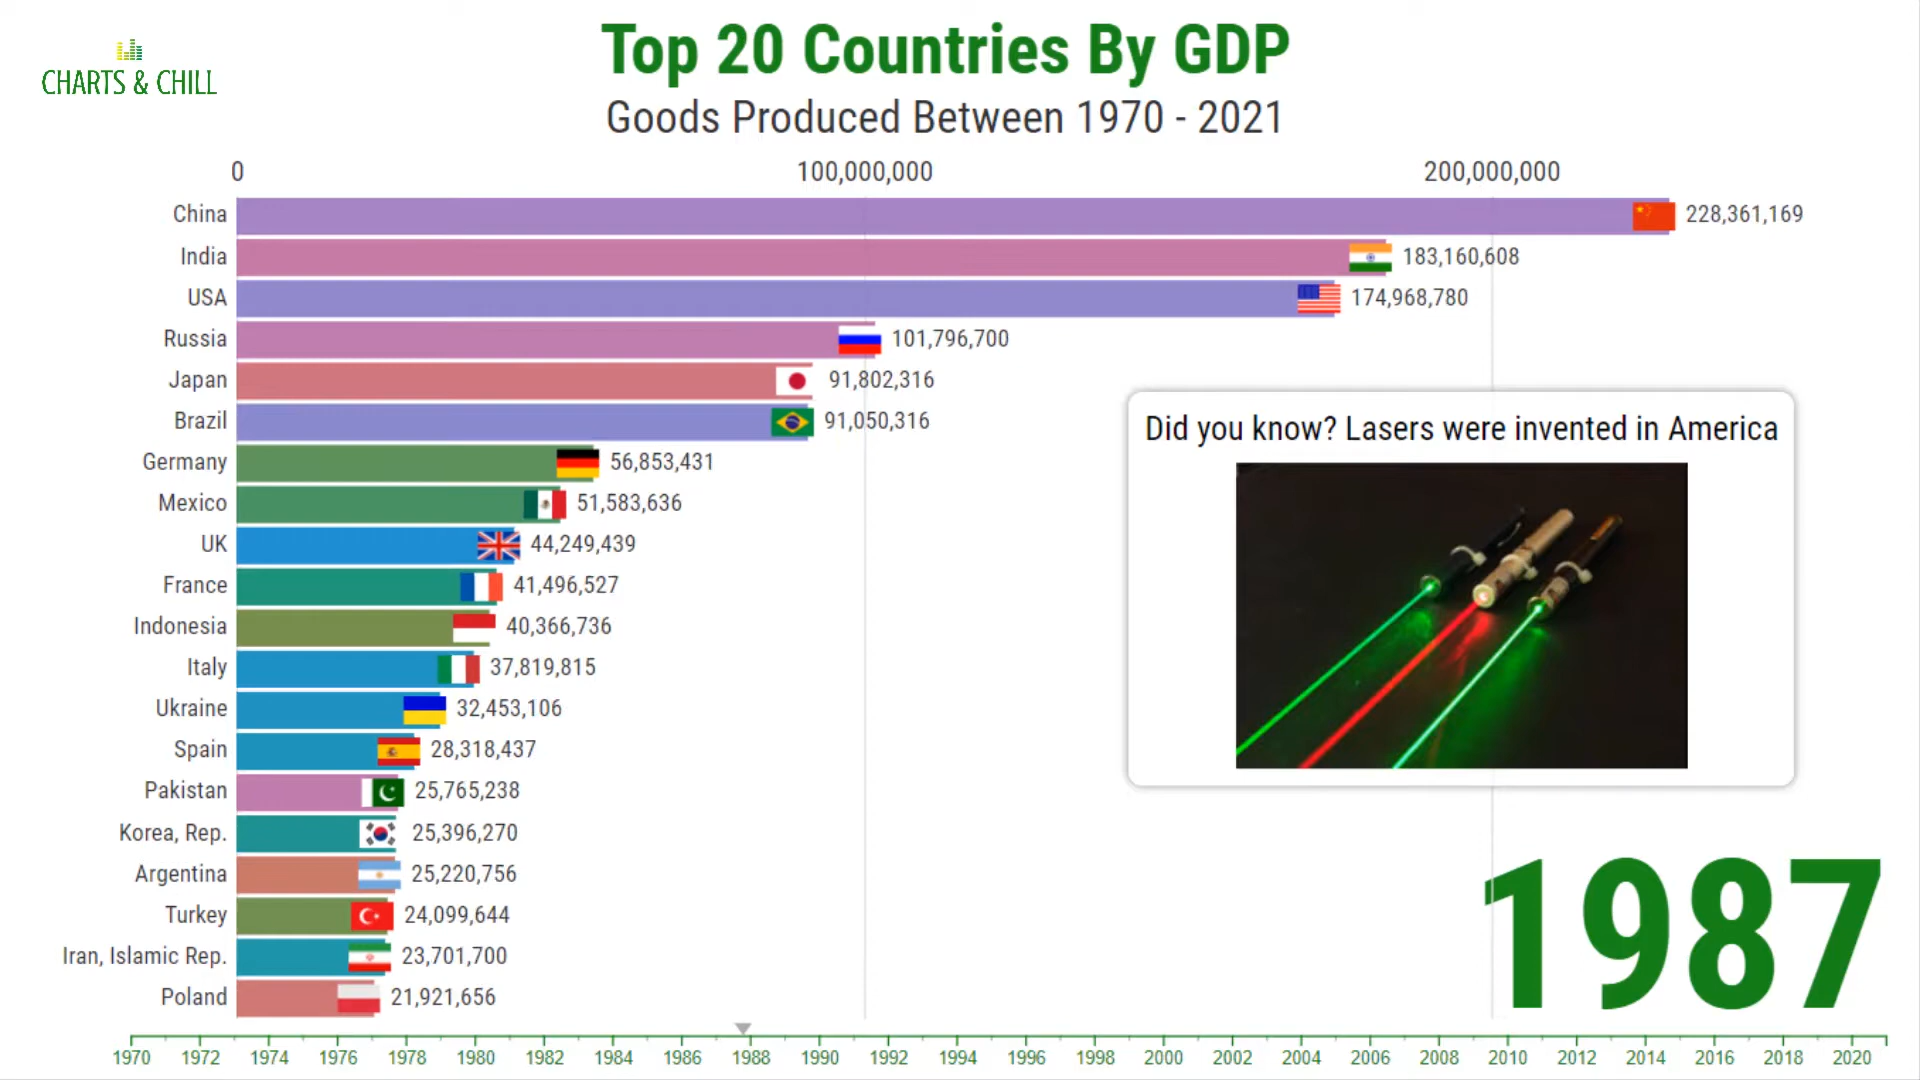 CHARTS & CHILL
Top 20 Countries By GDP
Goods Produced Between 1970 - 2021
0 100,000,000 200,000,000
China 228,361,169
India 183,160,608
USA 174,968,780
Russia 101,796,700
Japan 91,802,316
Brazil 91,050,316
Germany 56,853,431
Mexico 51,583,636
UK 44,249,439
France 41,496,527
Indonesia 40,366,736
Italy 37,819,815
Ukraine 32,453,106
Spain 28,318,437
Pakistan 25,765,238
Korea, Rep. 25,396,270
Argentina 25,220,756
Turkey 24,099,644
Iran, Islamic Rep. 23,701,700
Poland 21,921,656
Did you know? Lasers were invented in America
1987
1970 1972 1974 1976 1978 1980 1982 1984 1986 1988 1990 1992 1994 1996 1998 2000 2002 2004 2006 2008 2010 2012 2014 2016 2018 2020